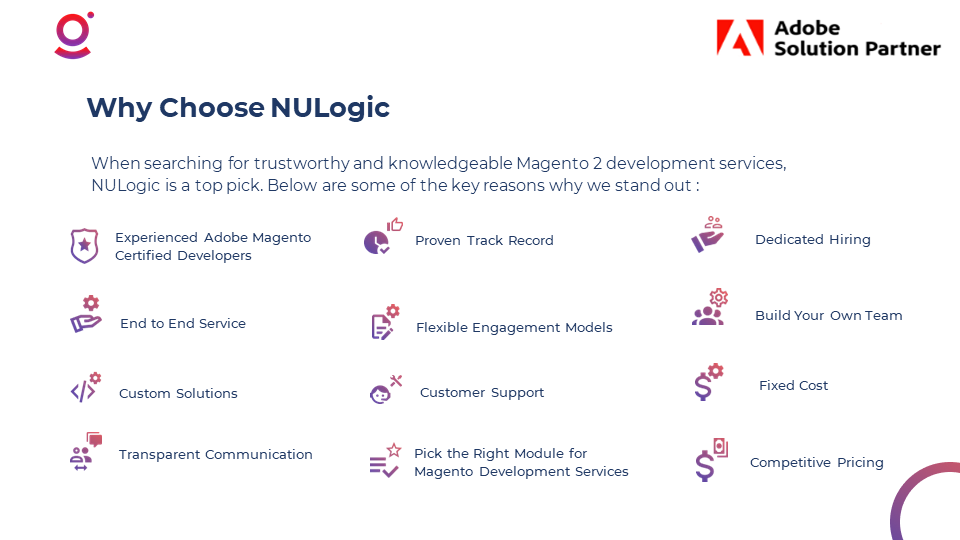 Adobe
Solution Partner
Why Choose NULogic
When searching for trustworthy and knowledgeable Magento 2 development services,
NULogic is a top pick. Below are some of the key reasons why we stand out :
Experienced Adobe Magento
Certified Developers
Proven Track Record
Dedicated Hiring
End to End Service
Flexible Engagement Models
Build Your Own Team
Custom Solutions
Customer Support
Fixed Cost
Transparent Communication
Pick the Right Module for
Magento Development Services
Competitive Pricing